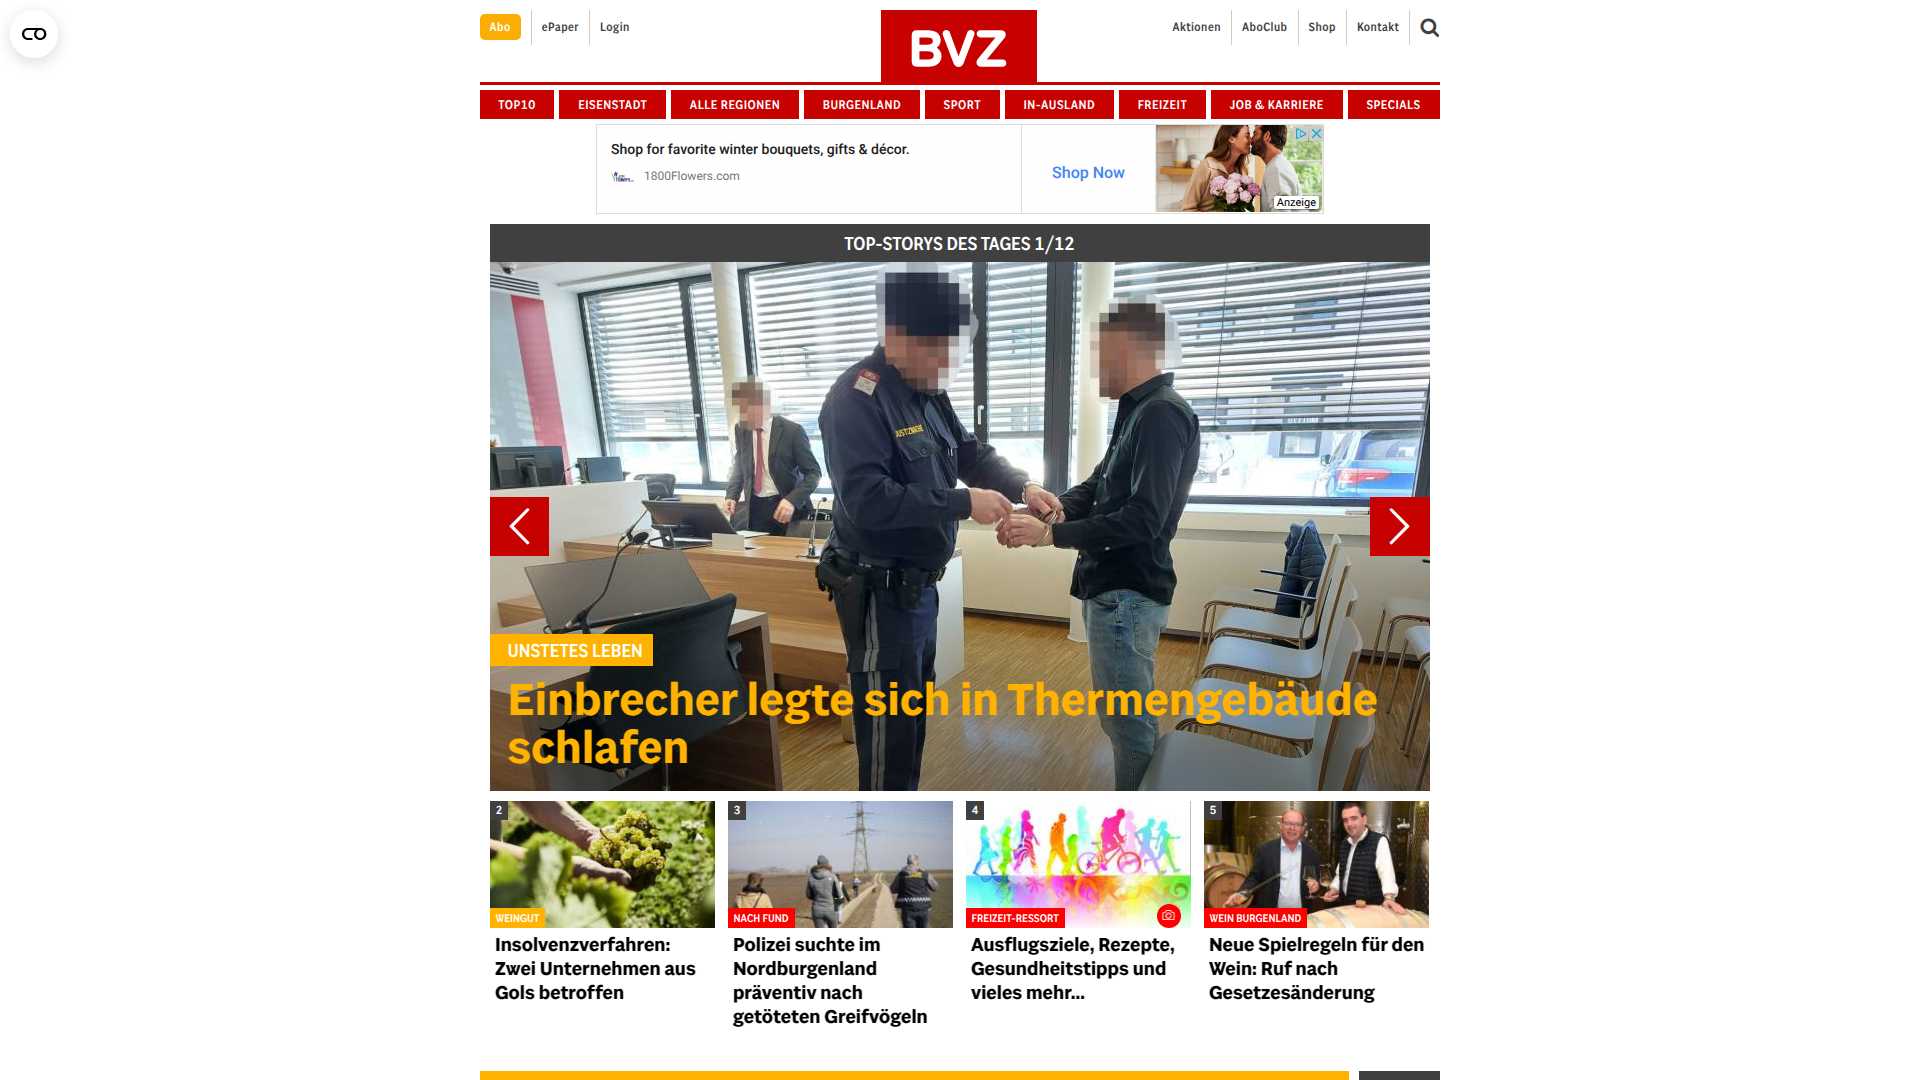 Abo
ePaper
Login
BVZ
Aktionen
AboClub
Shop
Kontakt
TOP10
EISENSTADT
ALLE REGIONEN
BURGENLAND
SPORT
IN-AUSLAND
FREIZEIT
JOB & KARRIERE
SPECIALS
Shop for favorite winter bouquets, gifts & décor.
1800Flowers.com
Shop Now
Anzeige
TOP-STORYS DES TAGES 1/12
UNSTETES LEBEN
Einbrecher legte sich in Thermengebäude
schlafen
2
WEINGUT
Insolvenzverfahren:
Zwei Unternehmen aus
Gols betroffen
3
NACH FUND
Polizei suchte im
Nordburgenland
präventiv nach
getöteten Greifvögeln
4
FREIZEIT-RESSORT
Ausflugsziele, Rezepte,
Gesundheitstipps und
vieles mehr...
5
WEIN BURGENLAND
Neue Spielregeln für den
Wein: Ruf nach
Gesetzesänderung